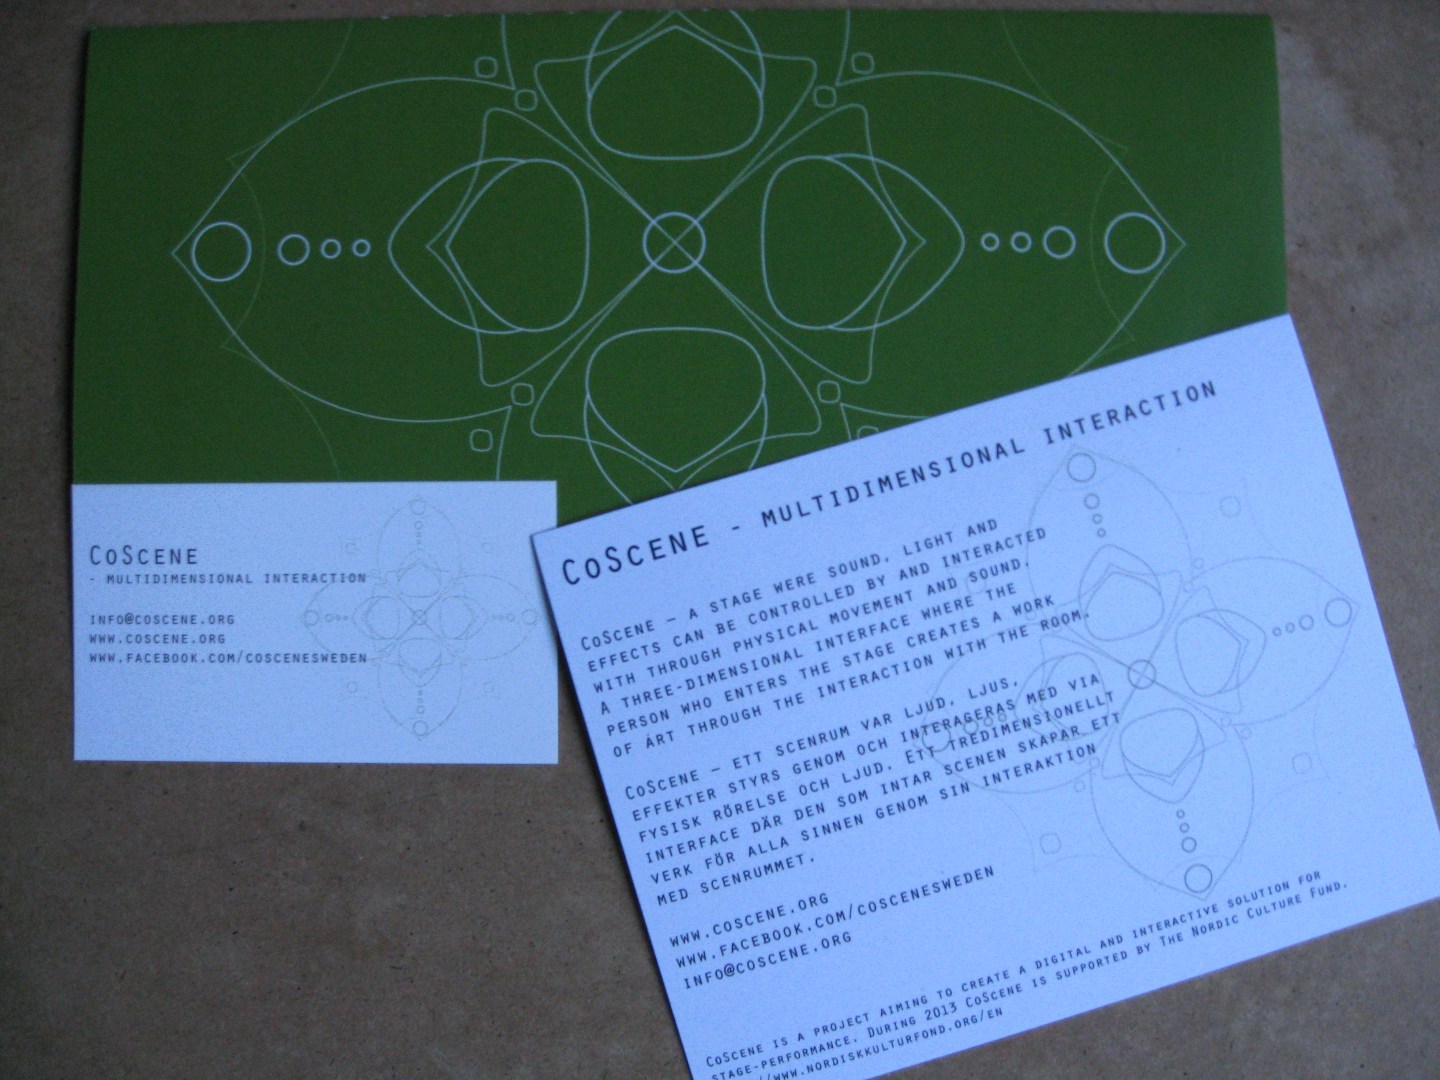 CoScene
- multidimensional interaction
info@coscene.org
www.coscene.org
www.facebook.com/coscenesweden
CoScene - multidimensional interaction
CoScene – a stage were sound, light and
effects can be controlled by and interacted
with through physical movement and sound.
A three-dimensional interface where the
person who enters the stage creates a work
of art through the interaction with the room.
CoScene – ett scenrum var ljud, ljus,
effekter styrs genom och interageras med via
fysisk rörelse och ljud. Ett tredimensionellt
interface där den som intar scenen skapar ett
verk för alla sinnen genom sin interaktion
med scenrummet.
www.coscene.org
www.facebook.com/coscenesweden
info@coscene.org
CoScene is a project aiming to create a digital and interactive solution for
stage-performance. During 2013 CoScene is supported by The Nordic Culture Fund.
//www.nordiskkulturfond.org/en